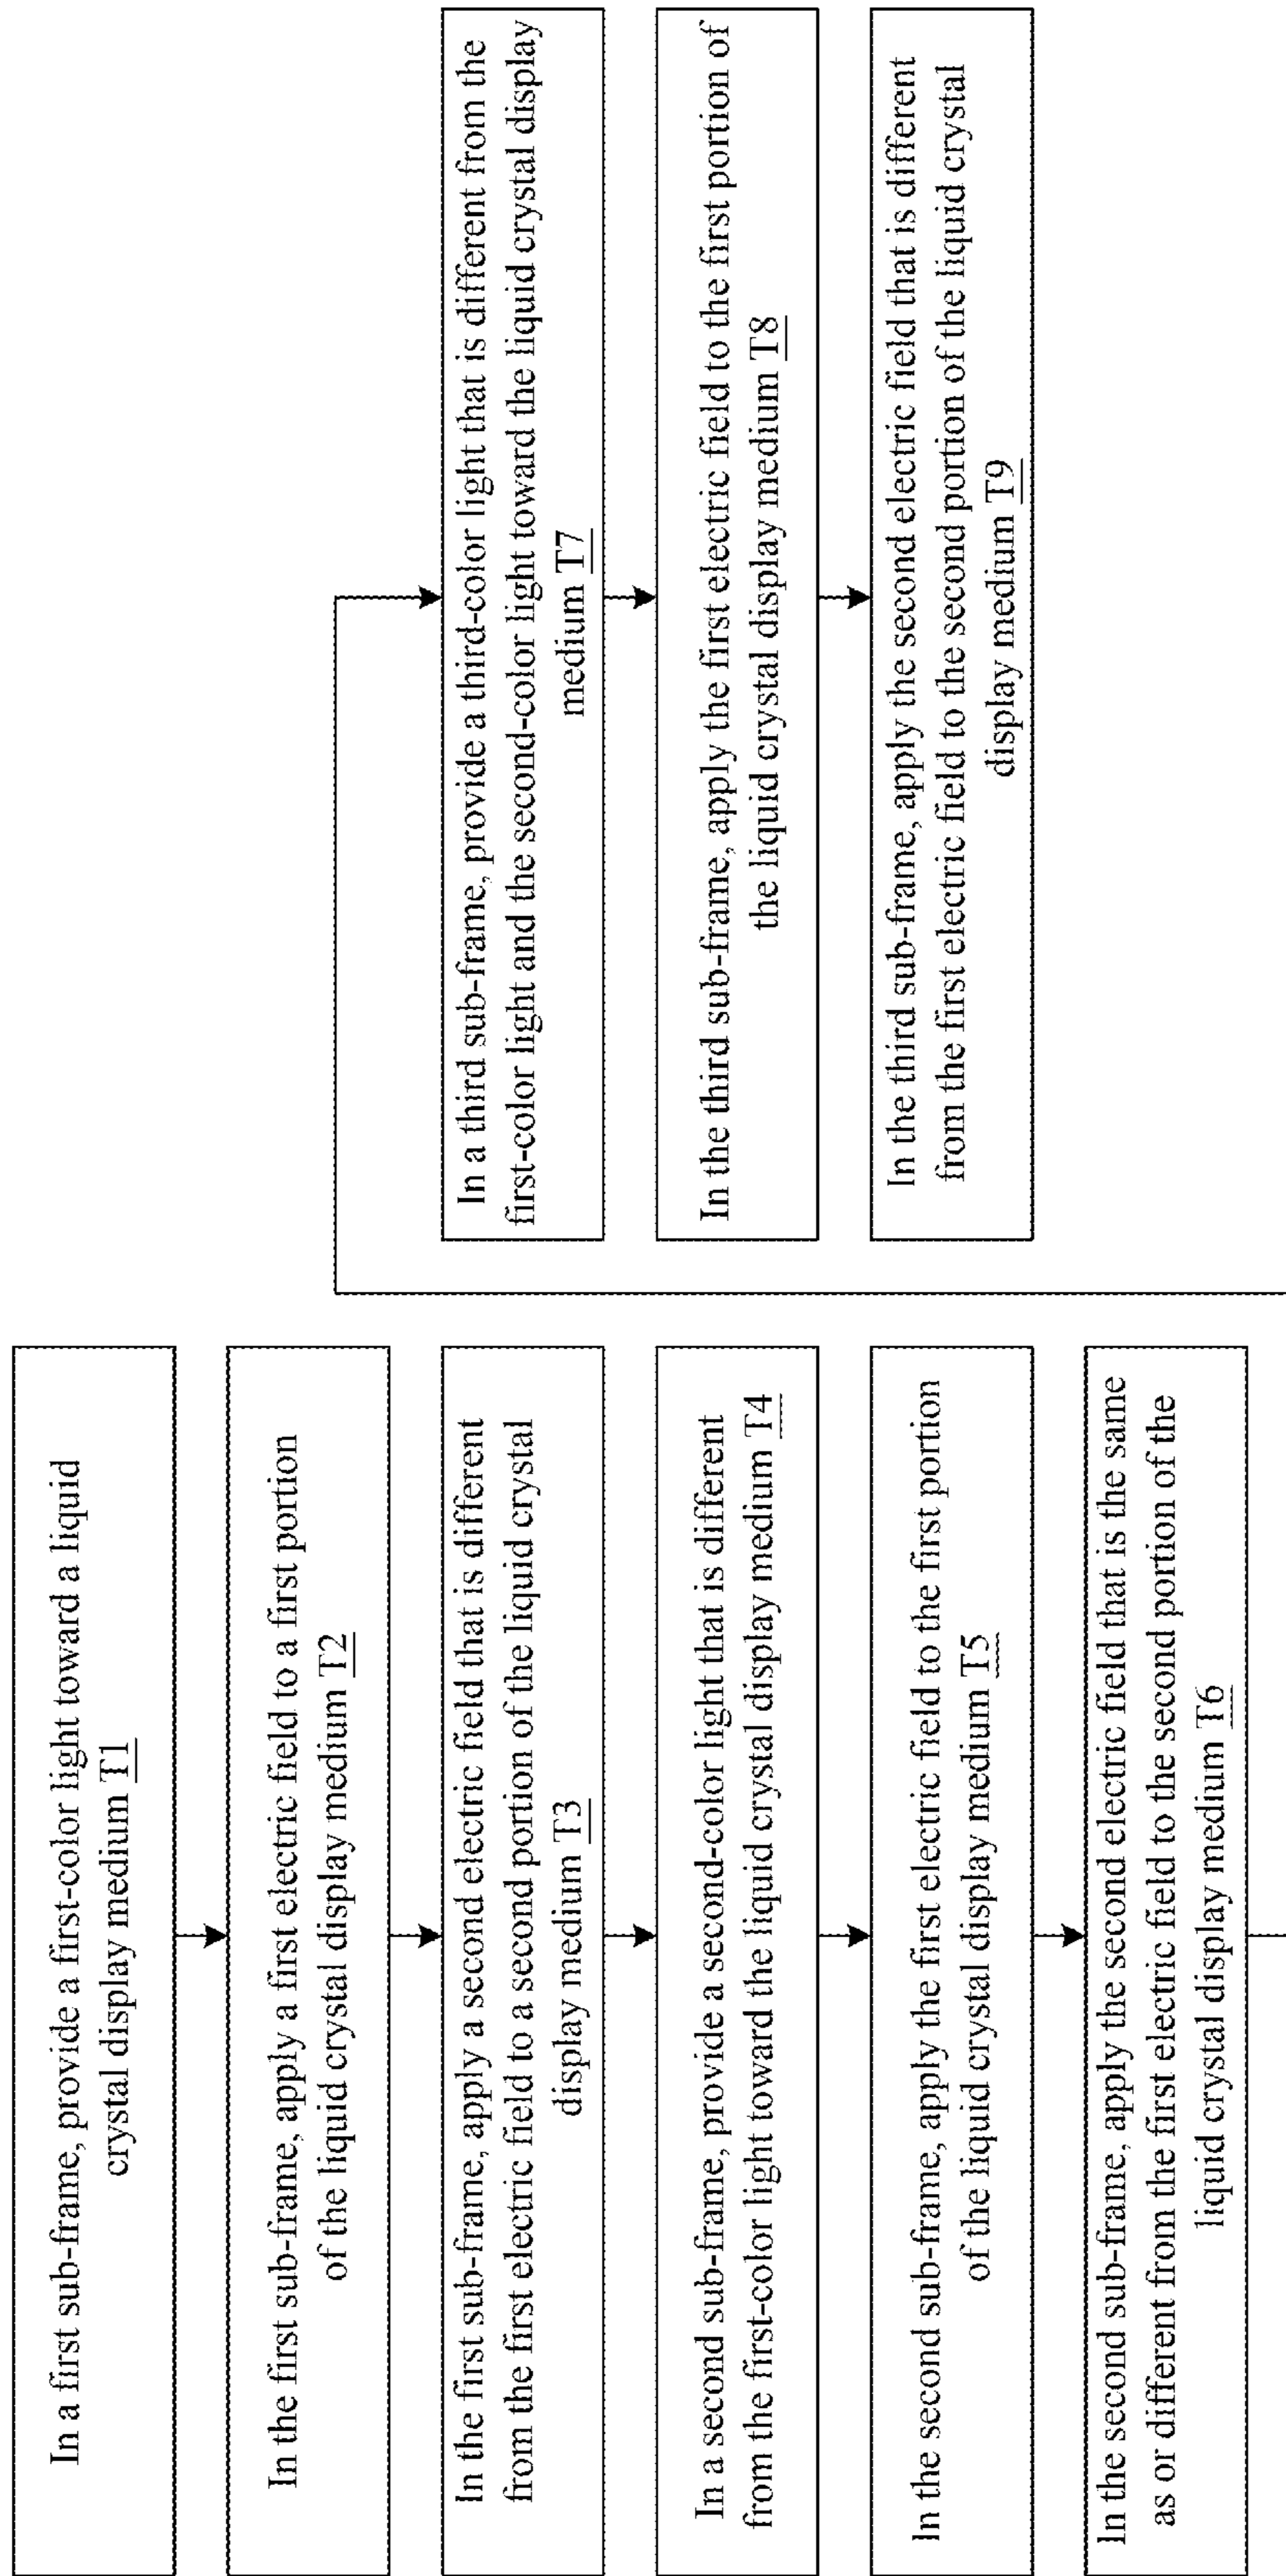 In a first sub-frame, provide a first-color light toward a liquid
crystal display medium T1
In the first sub-frame, apply a first electric field to a first portion
of the liquid crystal display medium T2
In the first sub-frame, apply a second electric field that is different
from the first electric field to a second portion of the liquid crystal
display medium T3
In a second sub-frame, provide a second-color light that is different
from the first-color light toward the liquid crystal display medium T4
In the second sub-frame, apply the first electric field to the first portion
of the liquid crystal display medium T5
In the second sub-frame, apply the second electric field that is the same
as or different from the first electric field to the second portion of the
liquid crystal display medium T6
In a third sub-frame, provide a third-color light that is different from the
first-color light and the second-color light toward the liquid crystal display
medium T7
In the third sub-frame, apply the first electric field to the first portion of
the liquid crystal display medium T8
In the third sub-frame, apply the second electric field that is different
from the first electric field to the second portion of the liquid crystal
display medium T9